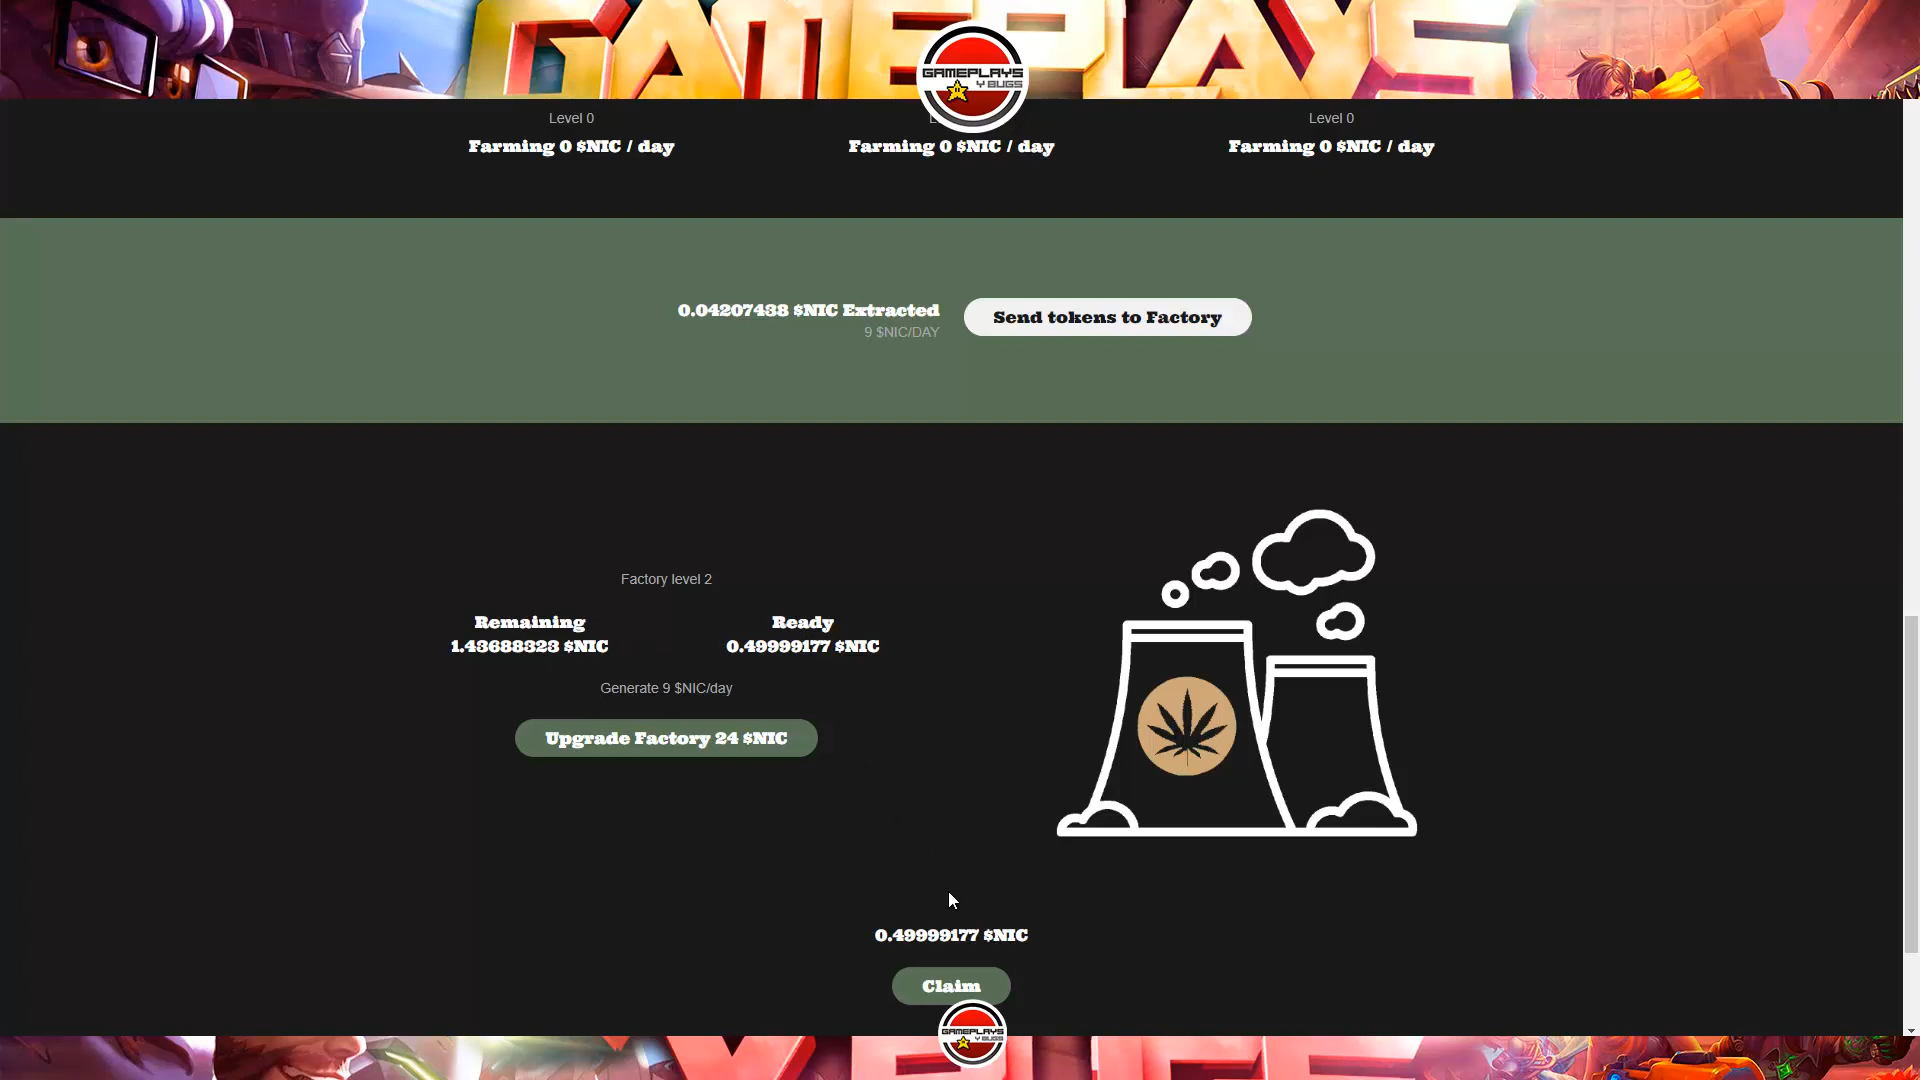 GAMEPLAYS
GAMEPLAYS
Y BUGS
Level 0
Level 0
Farming 0 $NIC / day
Farming 0 $NIC / day
Farming 0 $NIC / day
0.04207438 $NIC Extracted
9 $NIC/DAY
Send tokens to Factory
Factory level 2
Remaining
1.43688323 $NIC
Ready
0.49999177 $NIC
Generate 9 $NIC/day
Upgrade Factory 24 $NIC
0.49999177 $NIC
Claim
GAMEPLAYS
Y BUGS